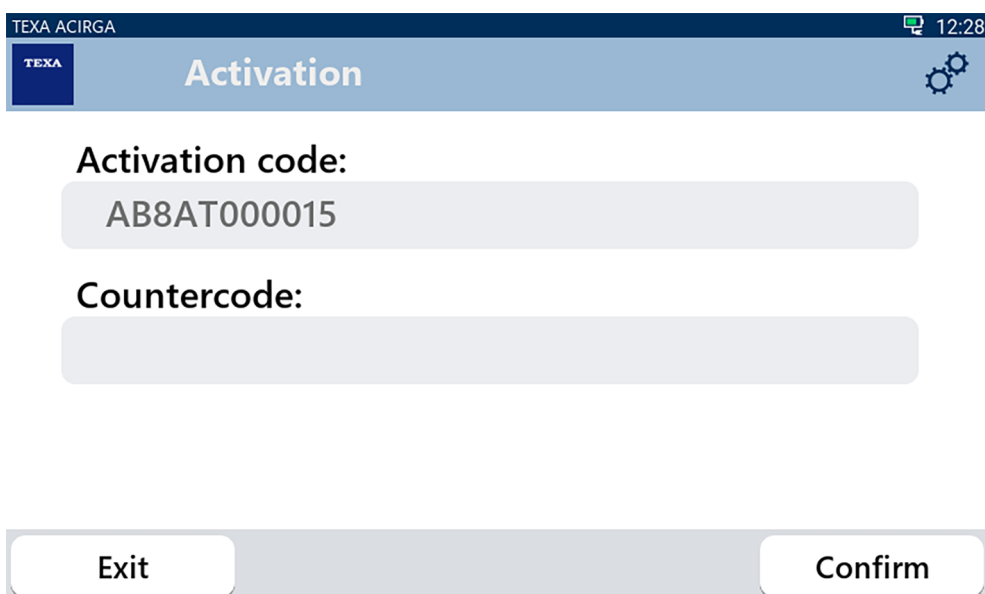 TEXA ACIRGA 12:28
TEXA Activation
Activation code:
AB8AT000015
Countercode:
Exit Confirm